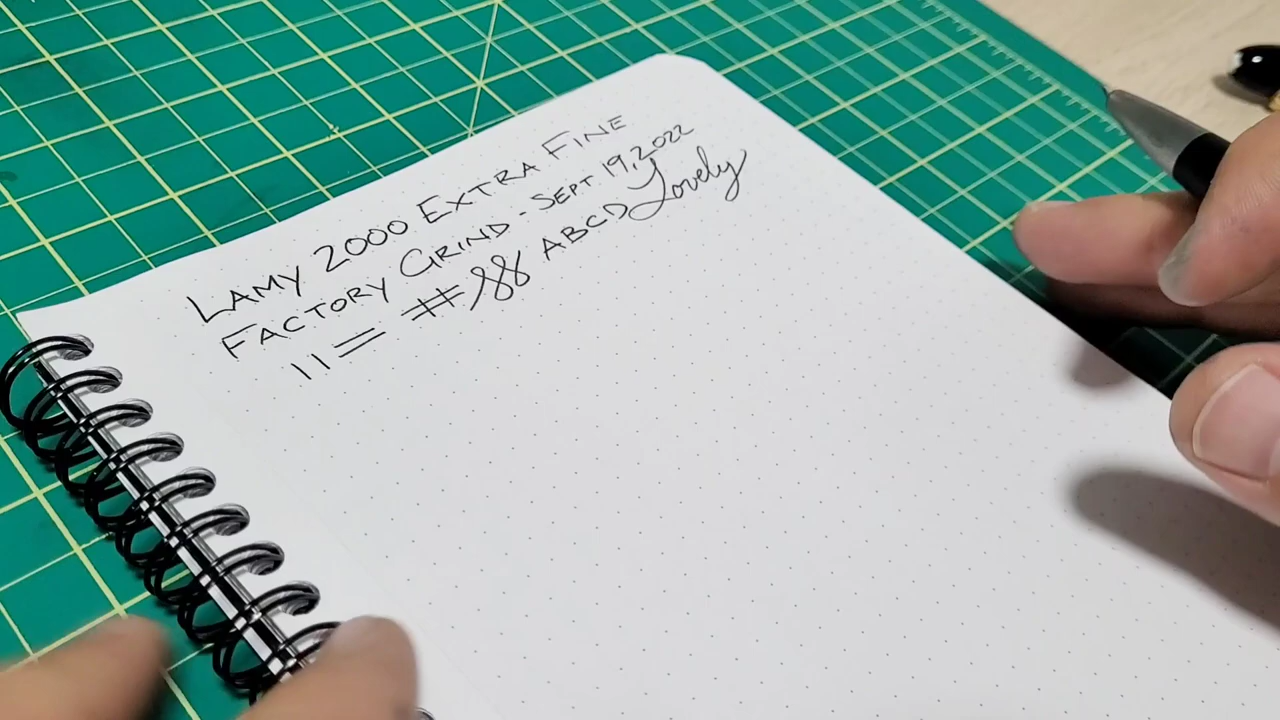 LAMY 2000 EXTRA FINE
FACTORY GRIND - SEPT 19, 2022
11= # 88 ABCD Lovely